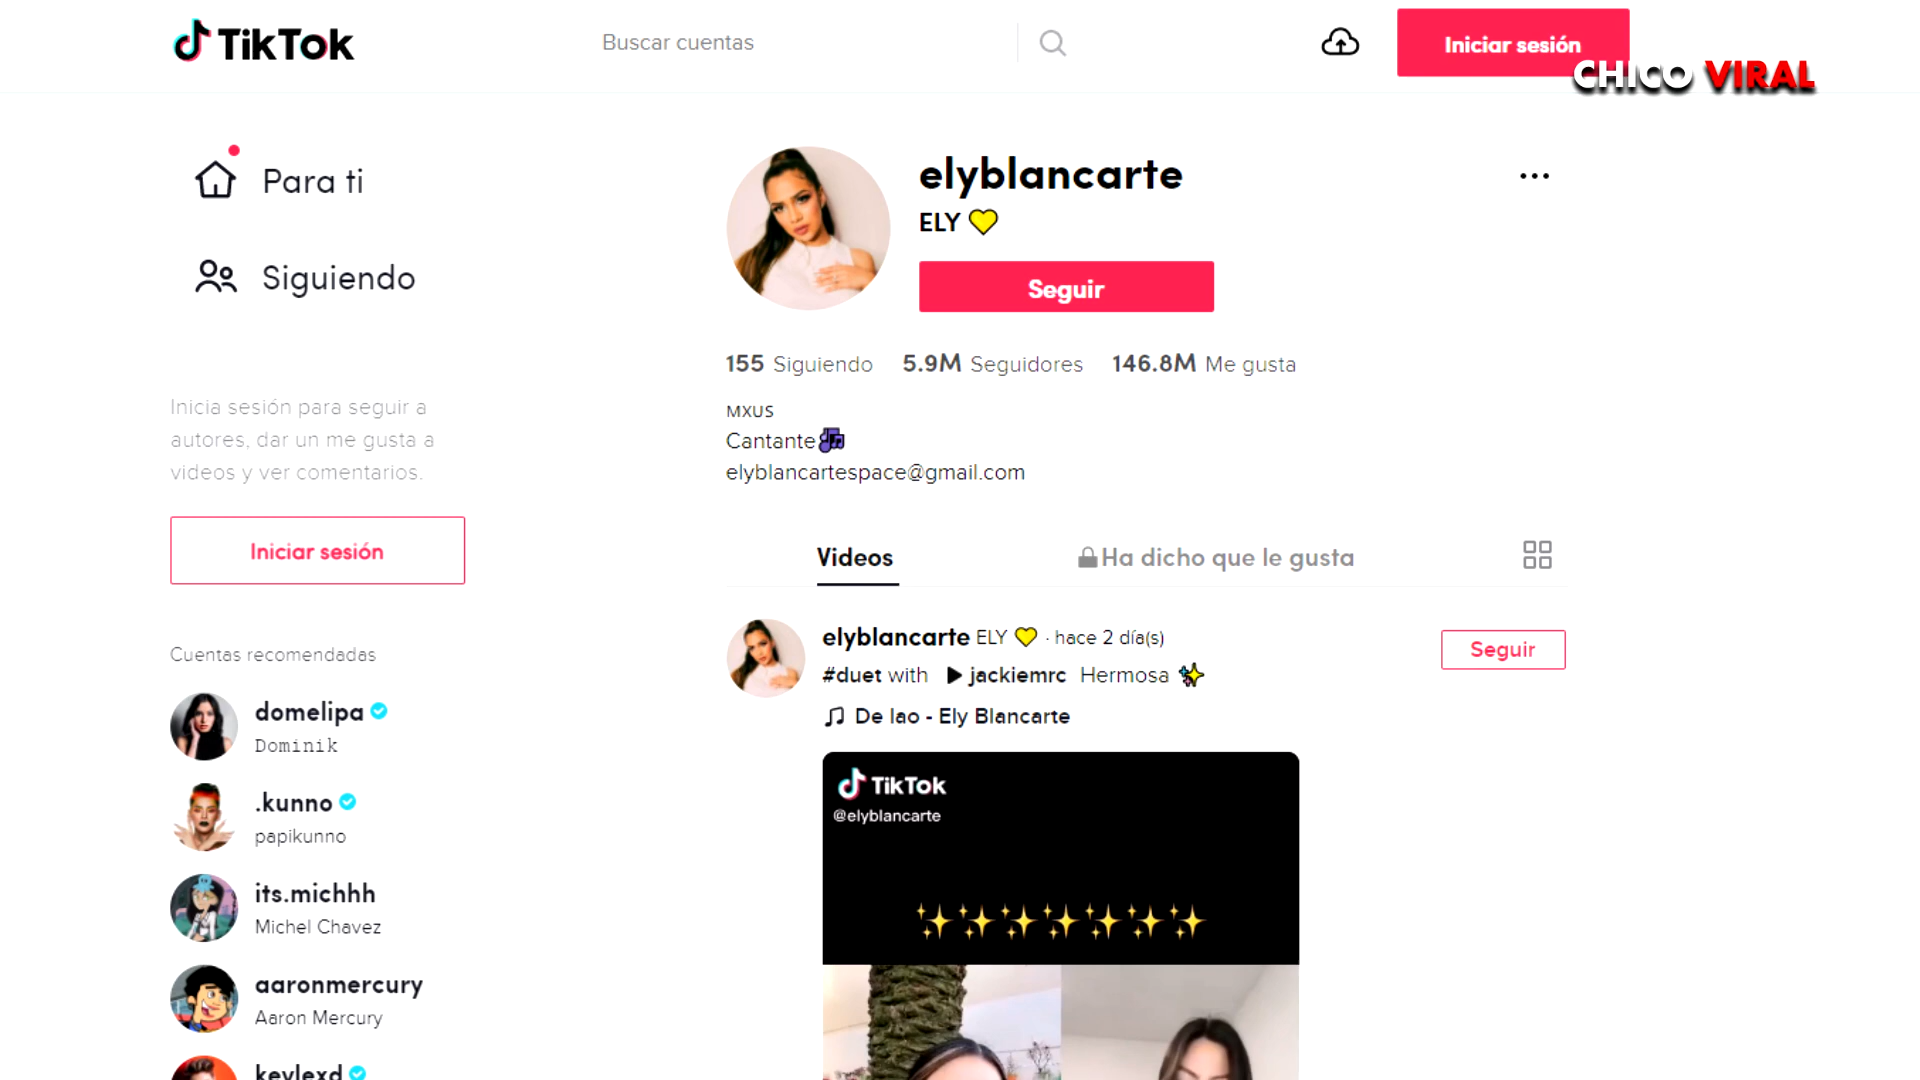 TikTok
Buscar cuentas
Iniciar sesión
CHICO VIRAL
Para ti
Siguiendo
Inicia sesión para seguir a
autores, dar un me gusta a
videos y ver comentarios.
Iniciar sesión
Cuentas recomendadas
domelipa
Dominik
.kunno
papikunno
its.michhh
Michel Chavez
aaronmercury
Aaron Mercury
keylexd
elyblancarte
ELY 💛
Seguir
155 Siguiendo 5.9M Seguidores 146.8M Me gusta
MXUS
Cantante🎶
elyblancartespace@gmail.com
Videos
Ha dicho que le gusta
elyblancarte ELY 💛 · hace 2 día(s)
Seguir
#duet with ▶ jackiemrc Hermosa ✨
♫ De lao - Ely Blancarte
TikTok
@elyblancarte
✨✨✨✨✨✨✨